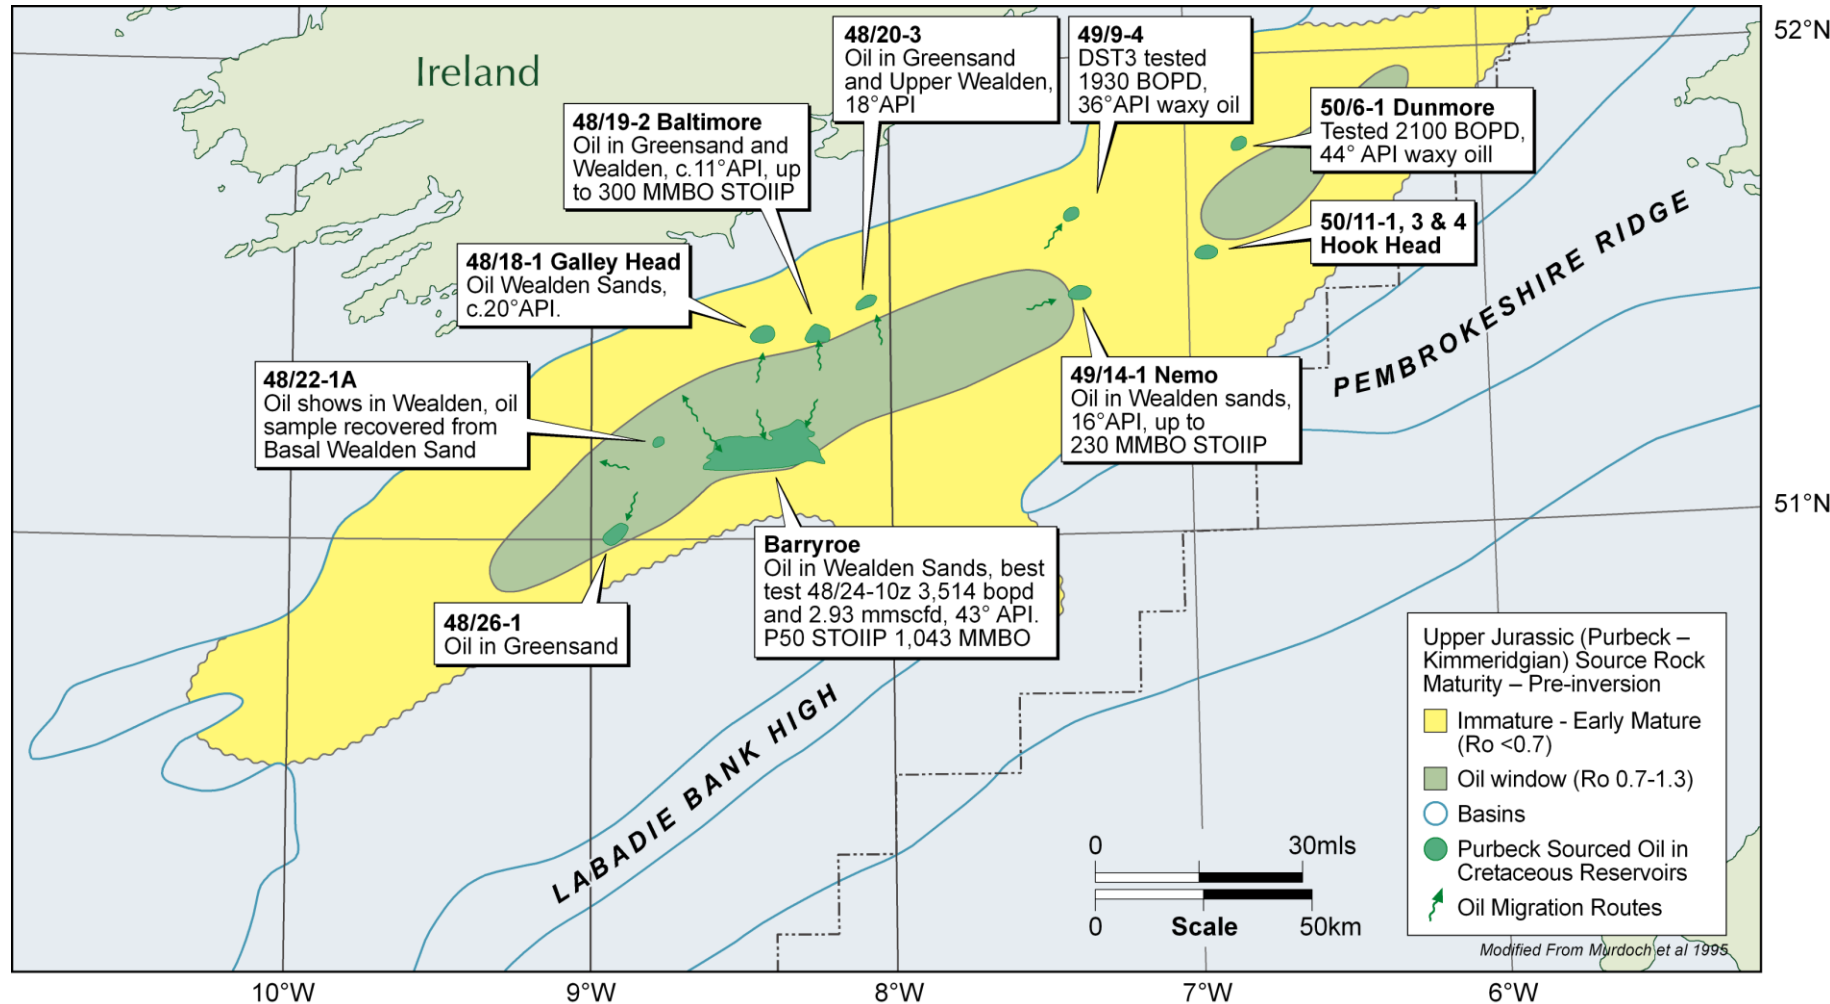 Ireland
48/20-3
Oil in Greensand
and Upper Wealden,
18°API
49/9-4
DST3 tested
1930 BOPD,
36°API waxy oil
52°N
48/19-2 Baltimore
Oil in Greensand and
Wealden, c.11°API, up
to 300 MMBO STOIIP
50/6-1 Dunmore
Tested 2100 BOPD,
44° API waxy oill
50/11-1, 3 & 4
Hook Head
48/18-1 Galley Head
Oil Wealden Sands,
c.20°API.
PEMBROKESHIRE RIDGE
48/22-1A
Oil shows in Wealden, oil
sample recovered from
Basal Wealden Sand
49/14-1 Nemo
Oil in Wealden sands,
16°API, up to
230 MMBO STOIIP
51°N
Barryroe
Oil in Wealden Sands, best
test 48/24-10z 3,514 bopd
and 2.93 mmscfd, 43° API.
P50 STOIIP 1,043 MMBO
48/26-1
Oil in Greensand
LABADIE BANK HIGH
Upper Jurassic (Purbeck –
Kimmeridgian) Source Rock
Maturity – Pre-inversion
Immature - Early Mature
(Ro <0.7)
Oil window (Ro 0.7-1.3)
Basins
Purbeck Sourced Oil in
Cretaceous Reservoirs
Oil Migration Routes
0 30mls
0 Scale 50km
Modified From Murdoch et al 1995
10°W 9°W 8°W 7°W 6°W